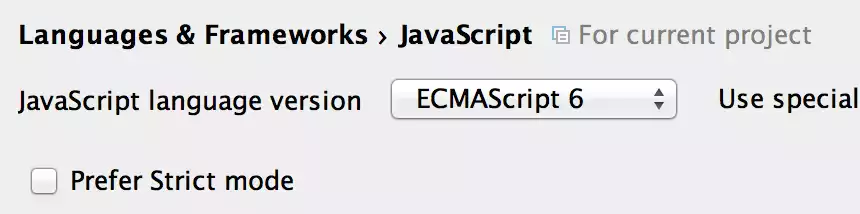 Languages & Frameworks › JavaScript For current project
JavaScript language version ECMAScript 6 Use special
Prefer Strict mode